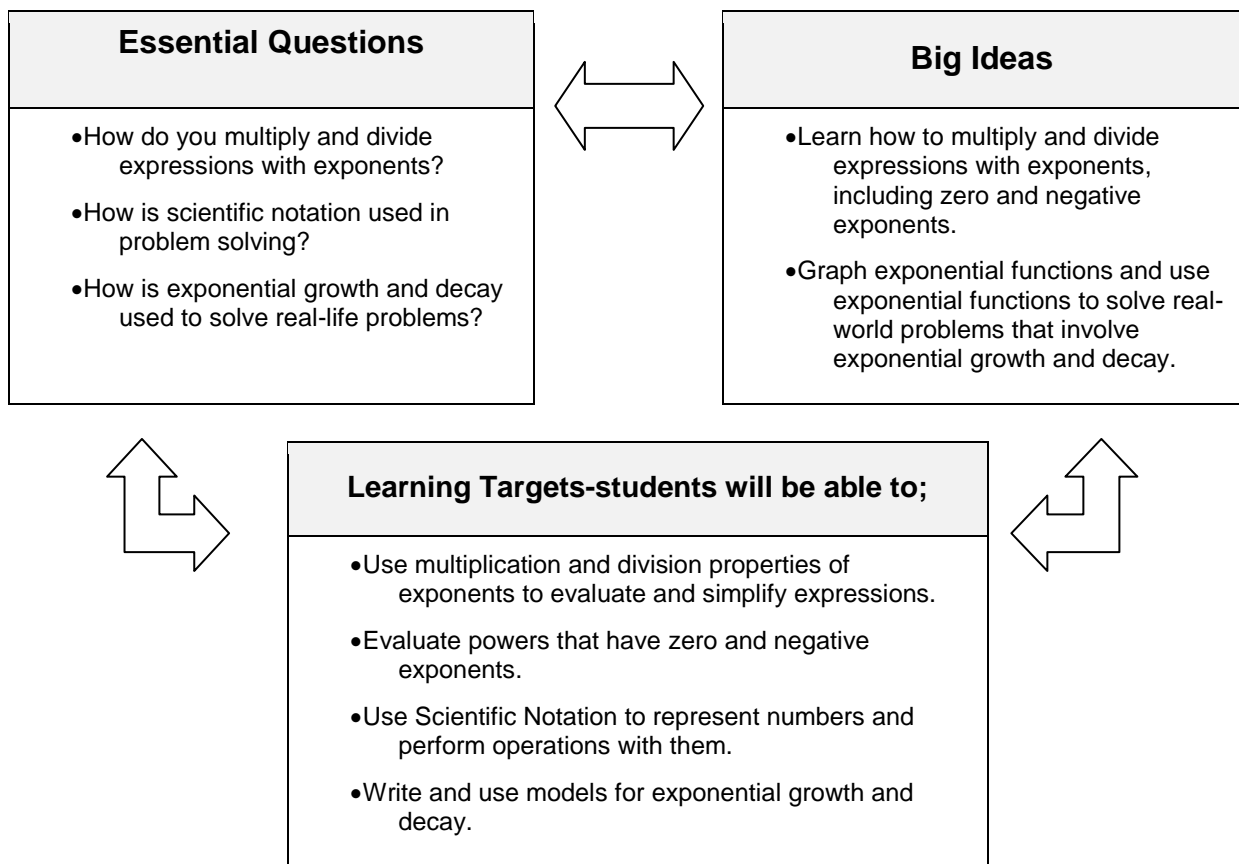 Essential Questions
•How do you multiply and divide
expressions with exponents?
•How is scientific notation used in
problem solving?
•How is exponential growth and decay
used to solve real-life problems?
Big Ideas
•Learn how to multiply and divide
expressions with exponents,
including zero and negative
exponents.
•Graph exponential functions and use
exponential functions to solve real-
world problems that involve
exponential growth and decay.
Learning Targets-students will be able to;
•Use multiplication and division properties of
exponents to evaluate and simplify expressions.
•Evaluate powers that have zero and negative
exponents.
•Use Scientific Notation to represent numbers and
perform operations with them.
•Write and use models for exponential growth and
decay.